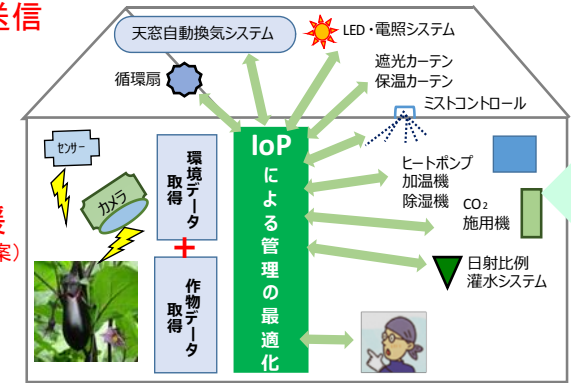 送信
天窓自動換気システム
LED・電照システム
循環扇
遮光カーテン
保温カーテン
ミストコントロール
センサー
カメラ
環境データ
取得
+
作物データ
取得
IoP
による管理の最適化
ヒートポンプ
加温機
除湿機
CO₂
施用機
日射比例
灌水システム
案）